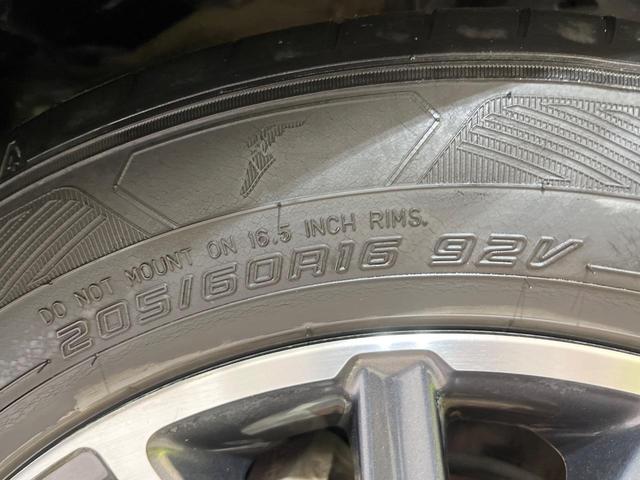 DO NOT MOUNT ON 16.5 INCH RIMS.
205/60R16 92V